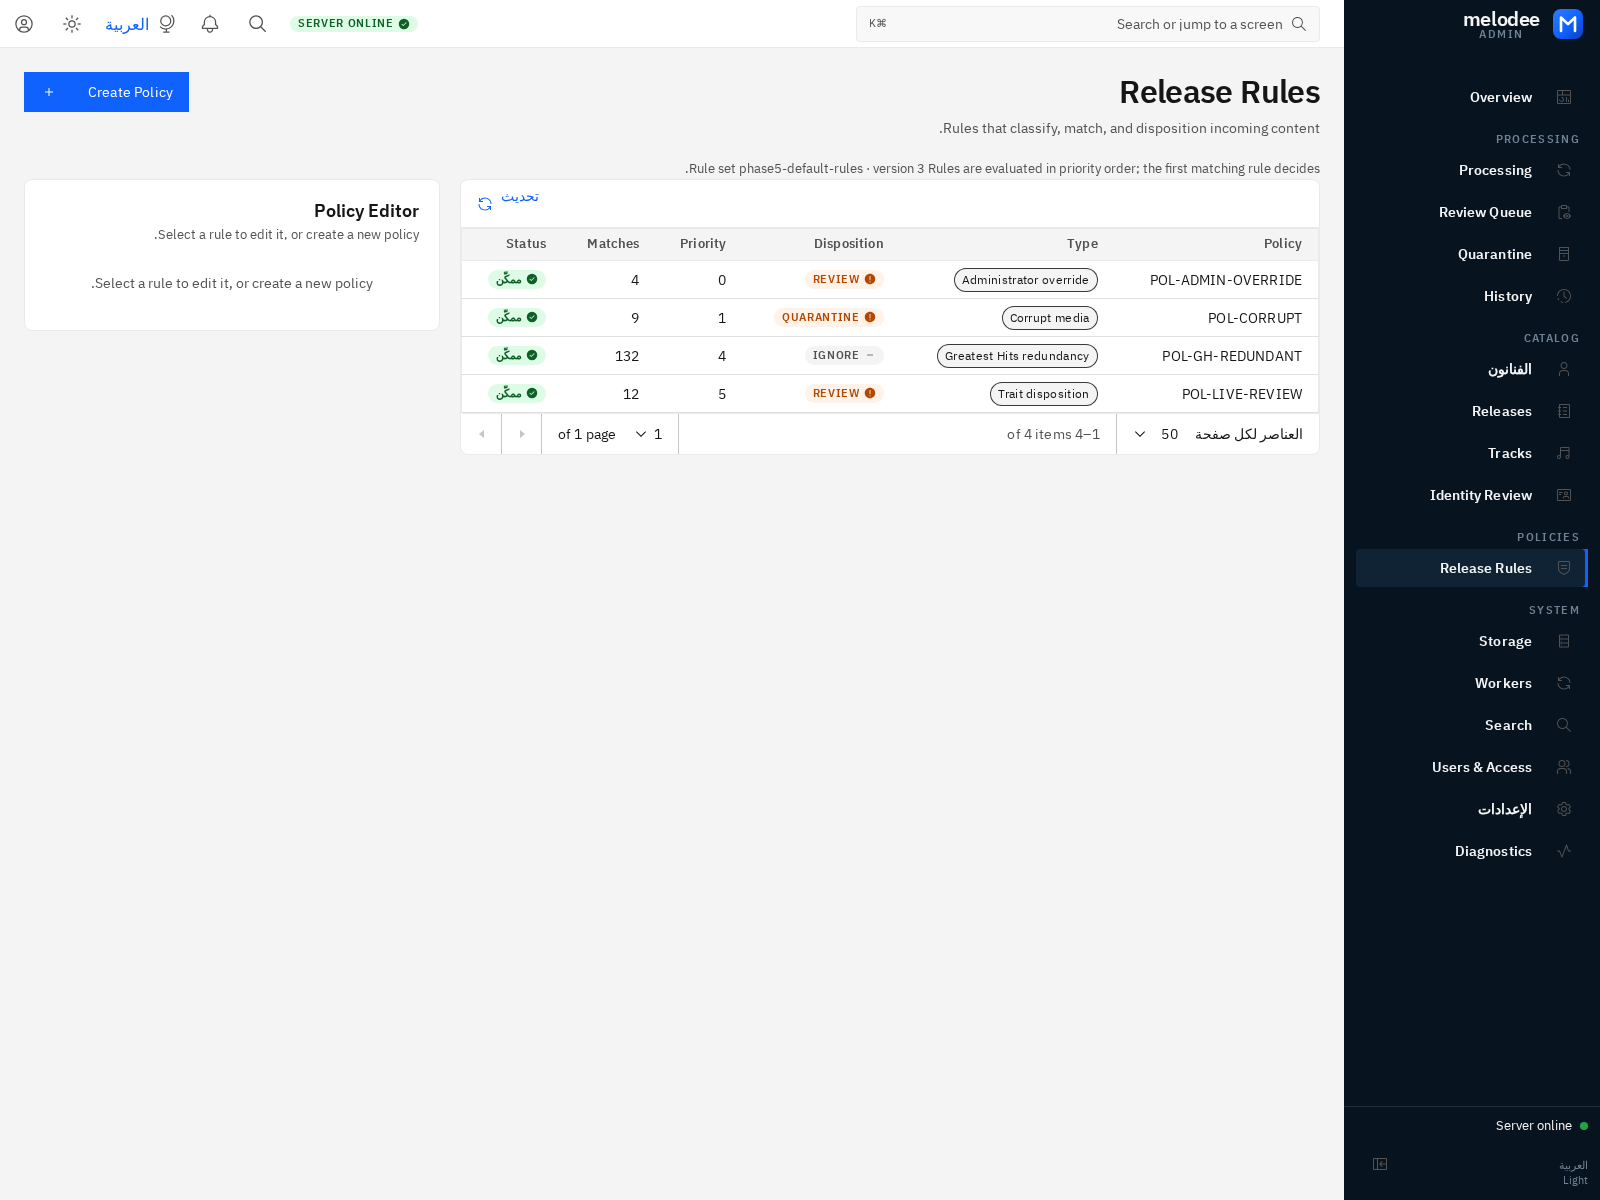 melodee
ADMIN
Overview
PROCESSING
Processing
Review Queue
Quarantine
History
CATALOG
الفنانون
Releases
Tracks
Identity Review
POLICIES
Release Rules
SYSTEM
Storage
Workers
Search
Users & Access
الإعدادات
Diagnostics
Server online
العربية
Light
Search or jump to a screen
K⌘
SERVER ONLINE
العربية
Release Rules
Rules that classify, match, and disposition incoming content.
Create Policy +
Rule set phase5-default-rules · version 3 Rules are evaluated in priority order; the first matching rule decides.
تحديث
Policy Type Disposition Priority Matches Status
POL-ADMIN-OVERRIDE Administrator override REVIEW 0 4 ممكّن
POL-CORRUPT Corrupt media QUARANTINE 1 9 ممكّن
POL-GH-REDUNDANT Greatest Hits redundancy IGNORE 4 132 ممكّن
POL-LIVE-REVIEW Trait disposition REVIEW 5 12 ممكّن
العناصر لكل صفحة 50 of 4 items 4–1 1 of 1 page
Policy Editor
Select a rule to edit it, or create a new policy.
Select a rule to edit it, or create a new policy.